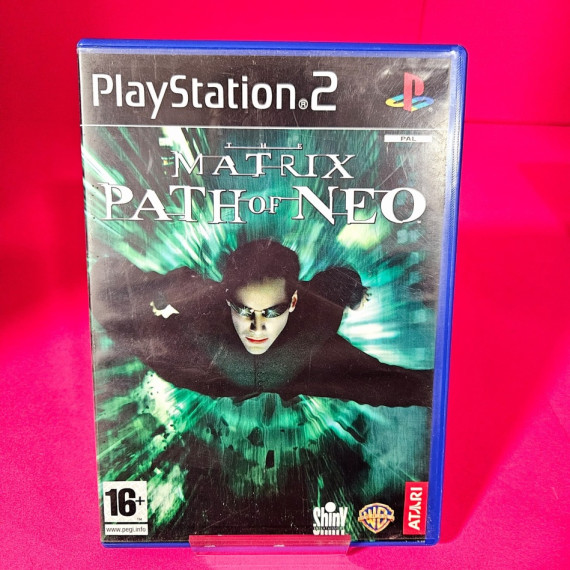 PlayStation®2
PAL
THE
MATRIX
PATH OF NEO
16+
www.pegi.info
Shiny
WB
ATARI